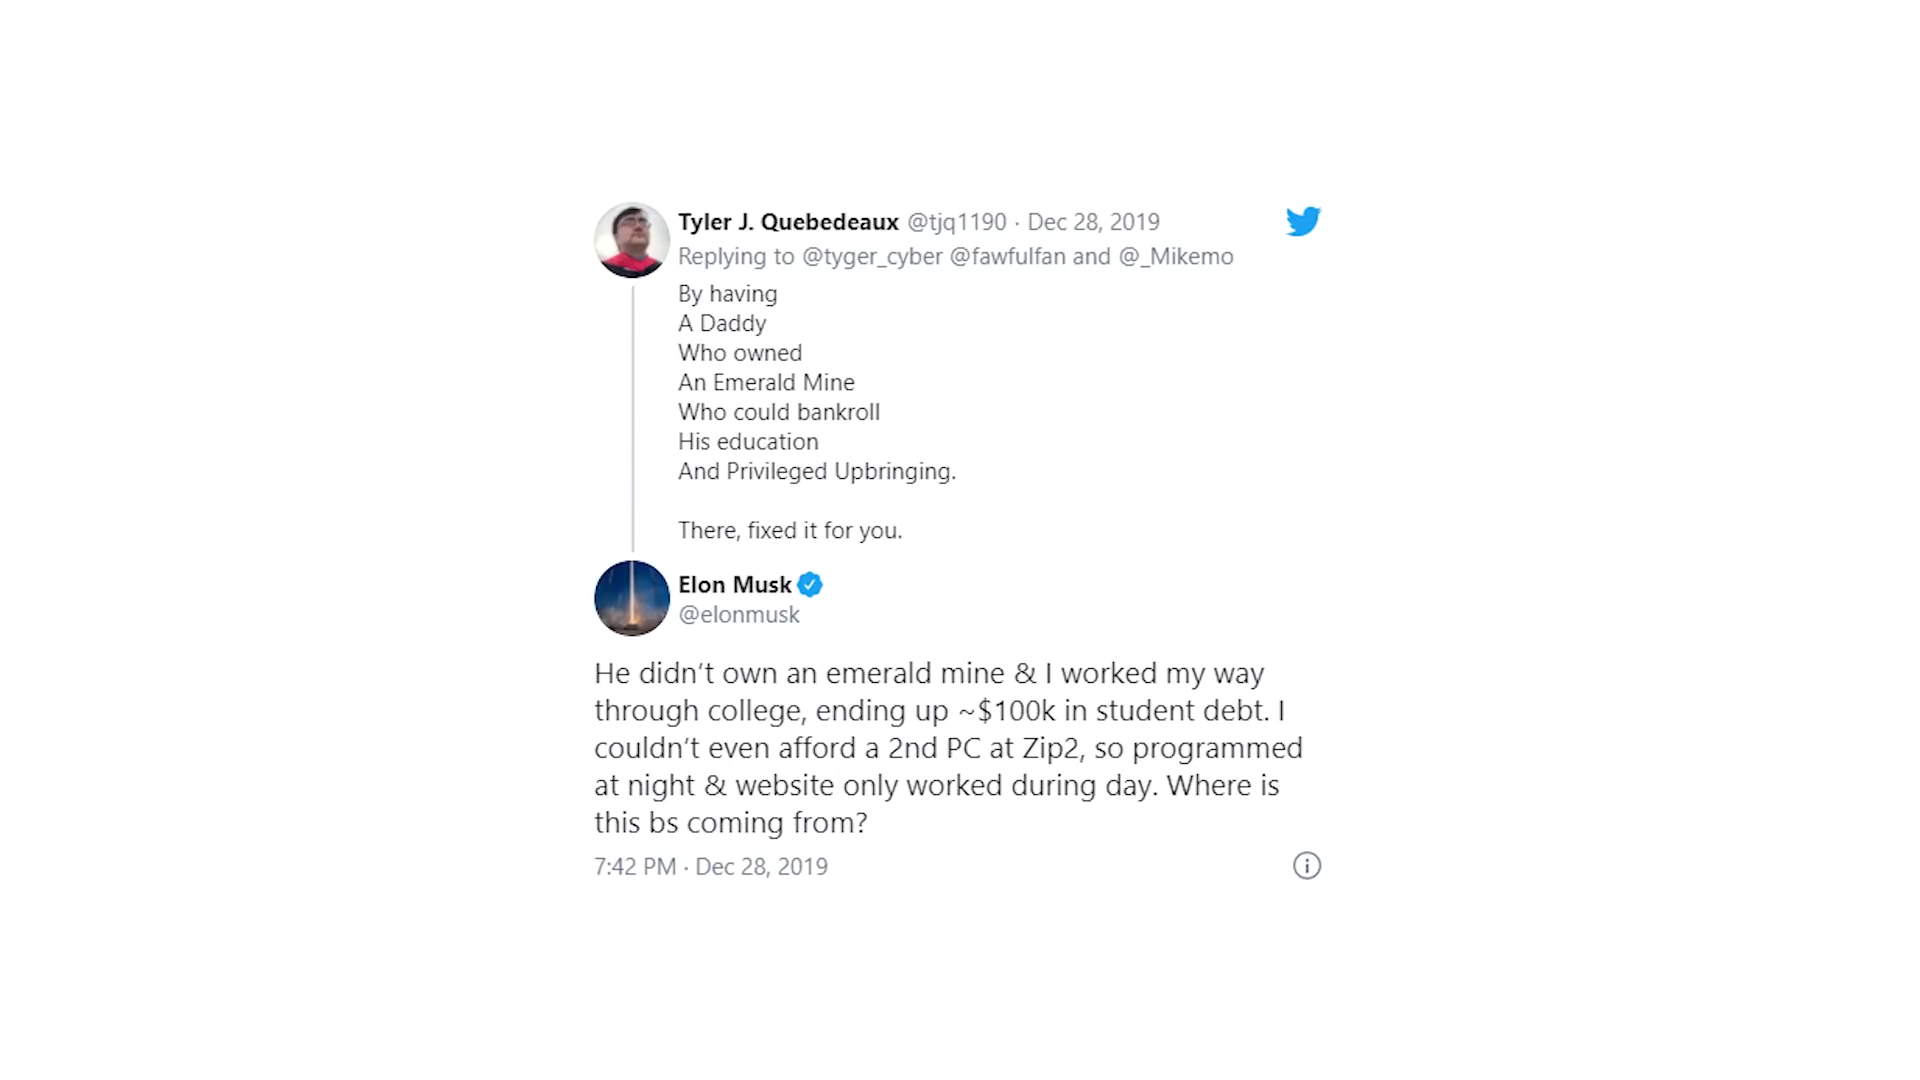 Tyler J. Quebedeaux @tjq1190 · Dec 28, 2019
Replying to @tyger_cyber @fawfulfan and @_Mikemo
By having
A Daddy
Who owned
An Emerald Mine
Who could bankroll
His education
And Privileged Upbringing.
There, fixed it for you.
Elon Musk
@elonmusk
He didn’t own an emerald mine & I worked my way
through college, ending up ~$100k in student debt. I
couldn’t even afford a 2nd PC at Zip2, so programmed
at night & website only worked during day. Where is
this bs coming from?
7:42 PM · Dec 28, 2019